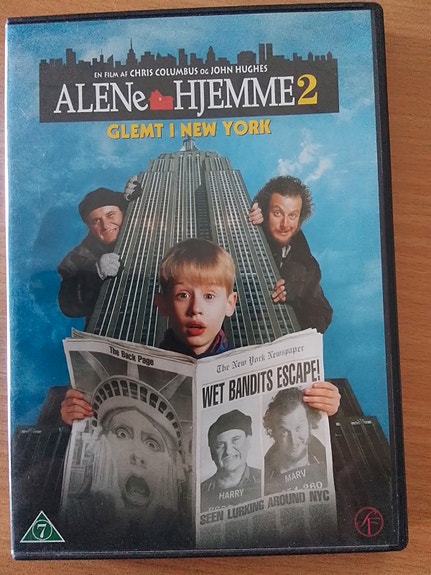 EN FILM AF CHRIS COLUMBUS OG JOHN HUGHES
ALENe HJEMME 2
GLEMT I NEW YORK
The Back Page
The New York Newspaper
WET BANDITS ESCAPE!
HARRY
MARV
SEEN LURKING AROUND NYC
7
SF